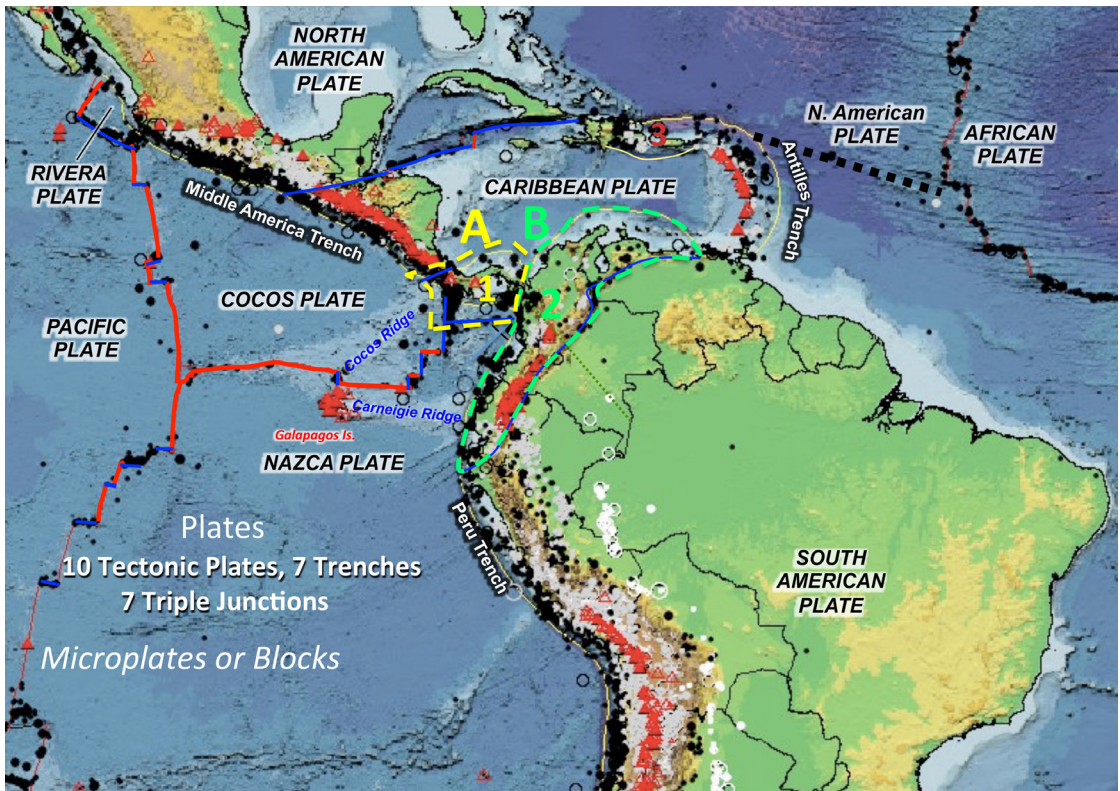 NORTH
AMERICAN
PLATE
N. American
PLATE
AFRICAN
PLATE
RIVERA
PLATE
3
CARIBBEAN PLATE
Antilles
Trench
Middle America Trench
A
B
1
2
COCOS PLATE
PACIFIC
PLATE
Cocos Ridge
Carneigie Ridge
Galapagos Is.
NAZCA PLATE
Peru Trench
Plates
10 Tectonic Plates, 7 Trenches
7 Triple Junctions
SOUTH
AMERICAN
PLATE
Microplates or Blocks